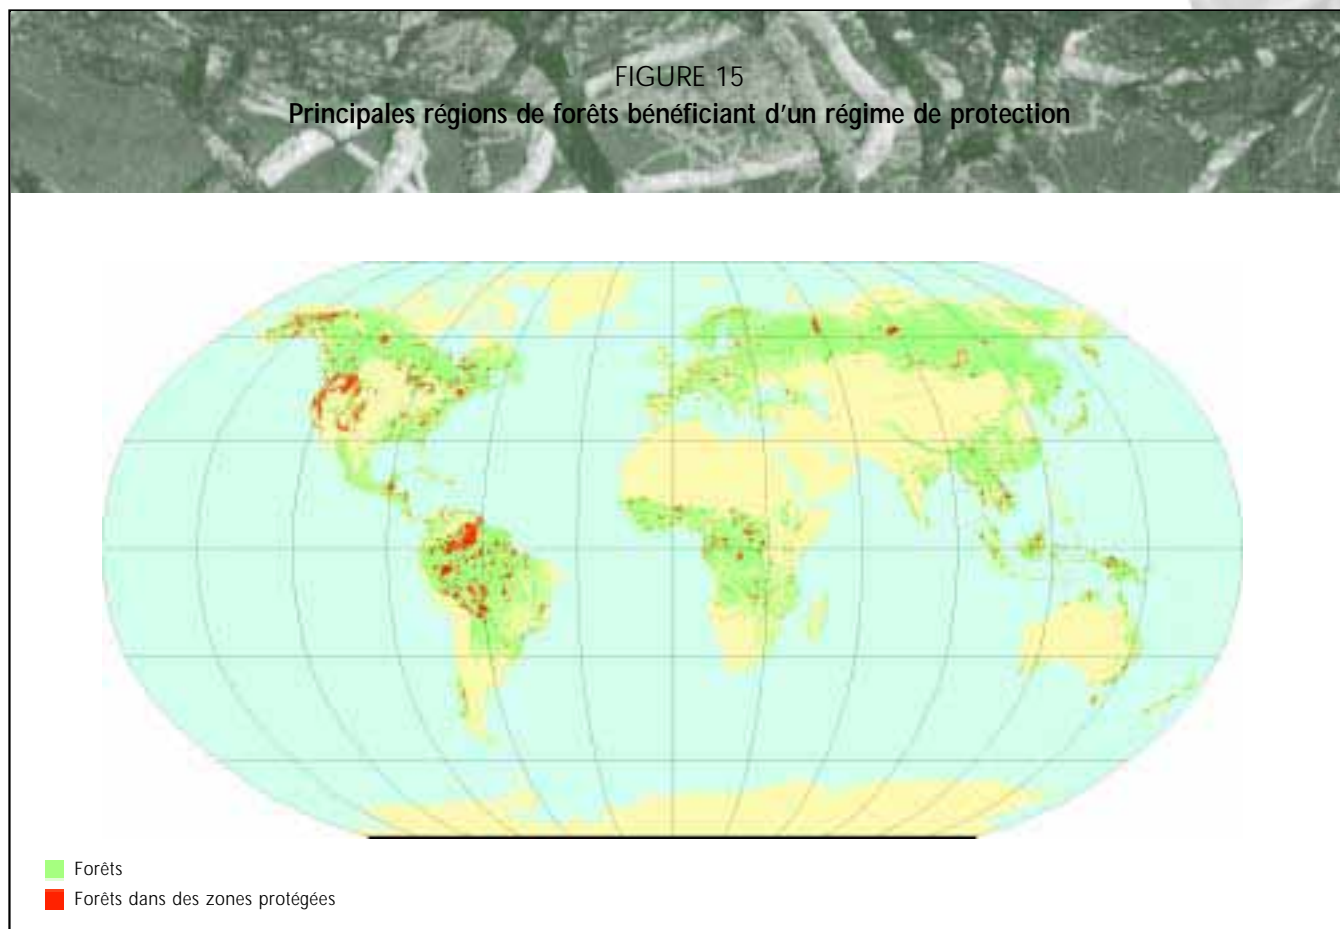 FIGURE 15
Principales régions de forêts bénéficiant d'un régime de protection
Forêts
Forêts dans des zones protégées